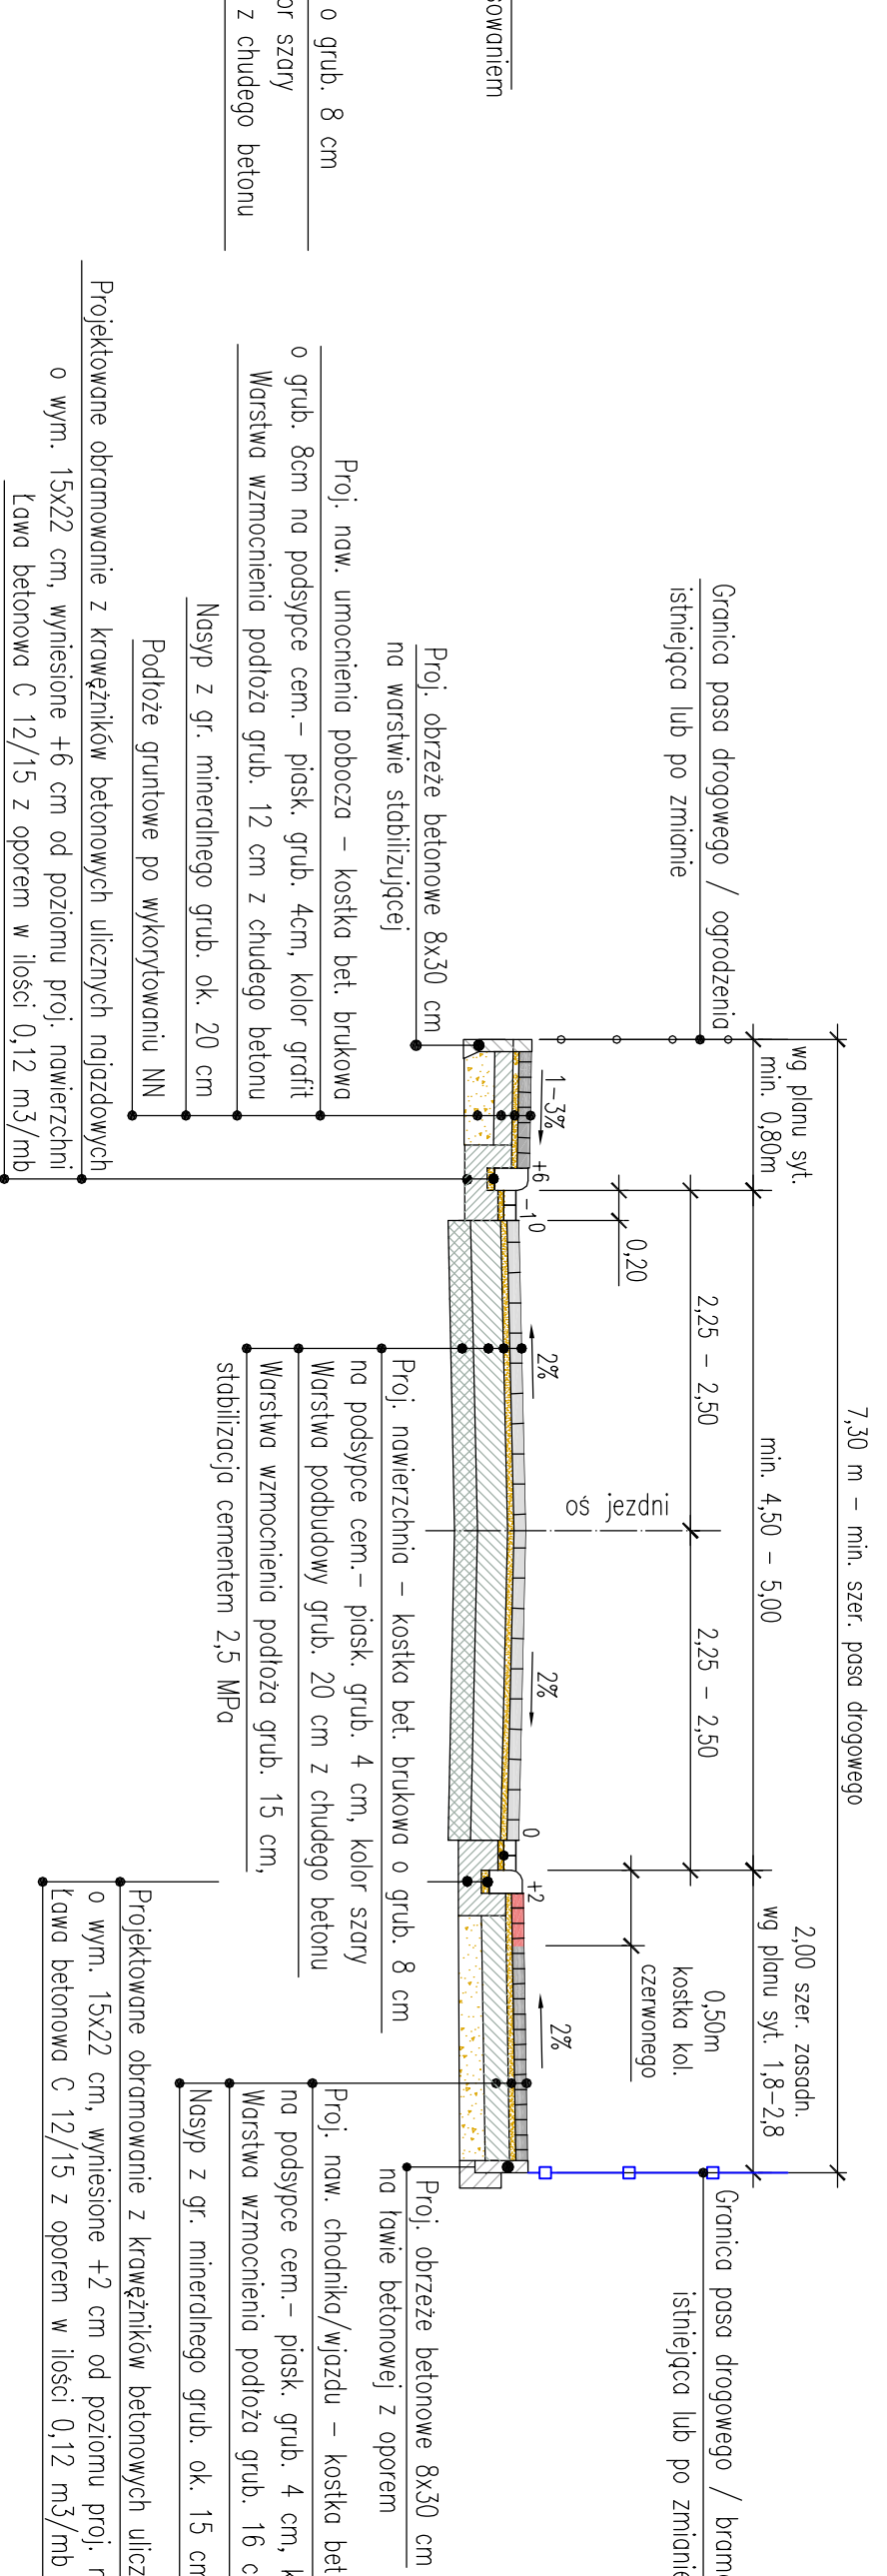 sowaniem
o grub. 8 cm
or szary
z chudego betonu
7,30 m – min. szer. pasa drogowego
wg planu syt.
min. 0,80m
min. 4,50 – 5,00
2,00 szer. zasadn.
wg planu syt. 1,8–2,8
2,25 – 2,50
2,25 – 2,50
0,20
0,50m
kostka kol.
czerwonego
oś jezdni
Granica pasa drogowego / ogrodzenia
istniejąca lub po zmianie
Granica pasa drogowego / bram
istniejąca lub po zmianie
1–3%
+6
–1
0
2%
2%
0
+2
2%
Proj. obrzeże betonowe 8x30 cm
na warstwie stabilizującej
Proj. naw. umocnienia pobocza – kostka bet. brukowa
o grub. 8cm na podsypce cem.– piask. grub. 4cm, kolor grafit
Warstwa wzmocnienia podłoża grub. 12 cm z chudego betonu
Nasyp z gr. mineralnego grub. ok. 20 cm
Podłoże gruntowe po wykorytowaniu NN
Projektowane obramowanie z krawężników betonowych ulicznych najazdowych
o wym. 15x22 cm, wyniesione +6 cm od poziomu proj. nawierzchni
Ława betonowa C 12/15 z oporem w ilości 0,12 m3/mb
Proj. nawierzchnia – kostka bet. brukowa o grub. 8 cm
na podsypce cem.– piask. grub. 4 cm, kolor szary
Warstwa podbudowy grub. 20 cm z chudego betonu
Warstwa wzmocnienia podłoża grub. 15 cm,
stabilizacja cementem 2,5 MPa
Proj. obrzeże betonowe 8x30 cm
na ławie betonowej z oporem
Proj. naw. chodnika/wjazdu – kostka bet
na podsypce cem.– piask. grub. 4 cm, k
Warstwa wzmocnienia podłoża grub. 16 c
Nasyp z gr. mineralnego grub. ok. 15 cm
Projektowane obramowanie z krawężników betonowych ulicz
o wym. 15x22 cm, wyniesione +2 cm od poziomu proj.
Ława betonowa C 12/15 z oporem w ilości 0,12 m3/mb